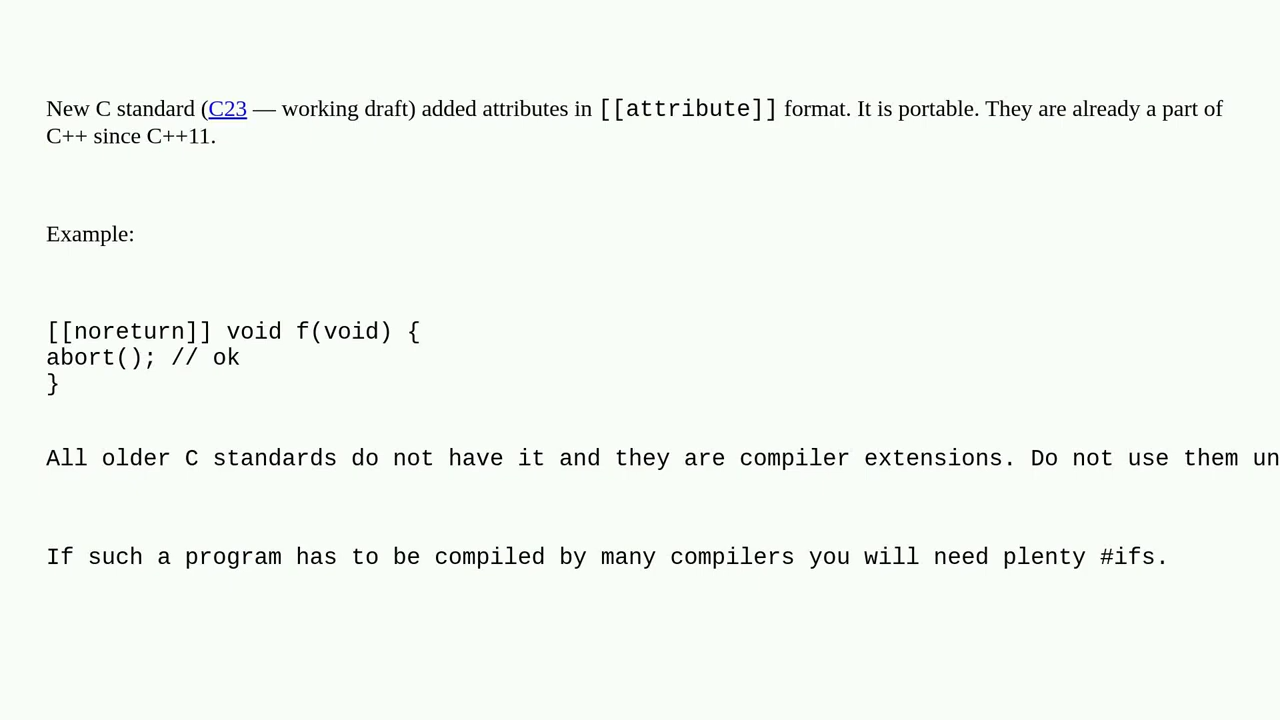 New C standard (C23 — working draft) added attributes in [[attribute]] format. It is portable. They are already a part of
C++ since C++11.
Example:
[[noreturn]] void f(void) {
abort(); // ok
}
All older C standards do not have it and they are compiler extensions. Do not use them
If such a program has to be compiled by many compilers you will need plenty #ifs.